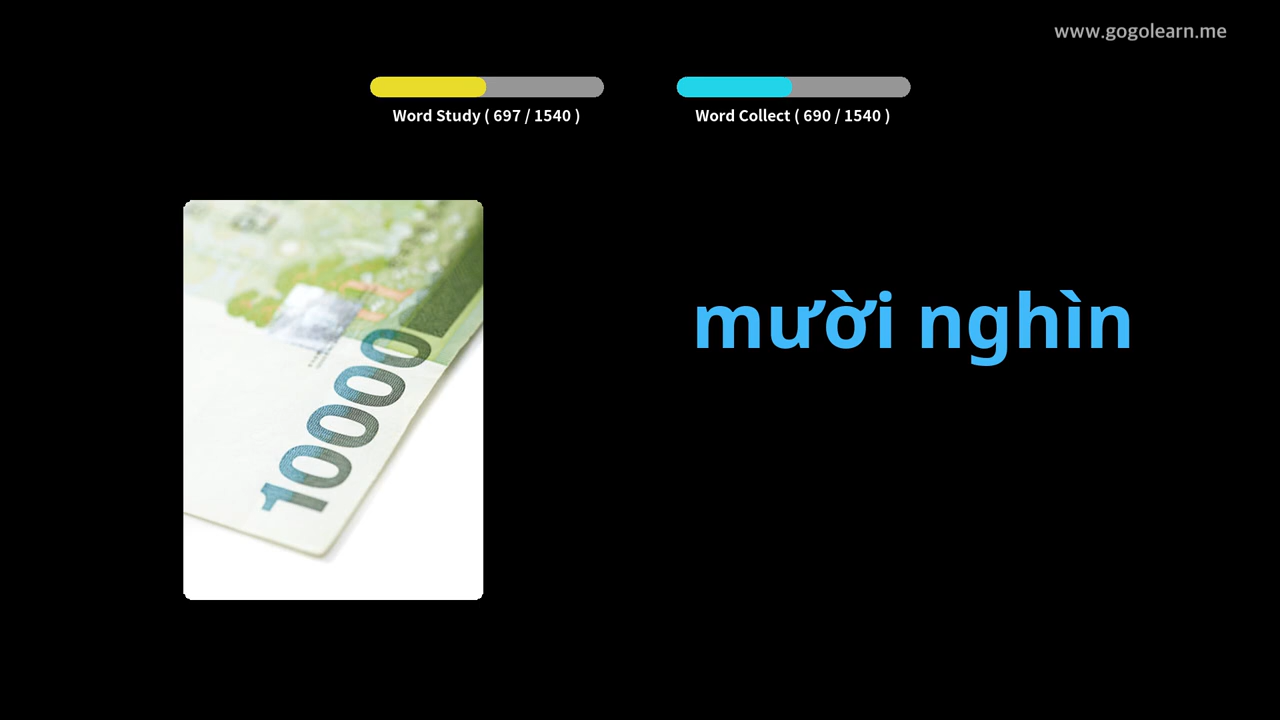 www.gogolearn.me
Word Study ( 697 / 1540 )
Word Collect ( 690 / 1540 )
10000
mười nghìn